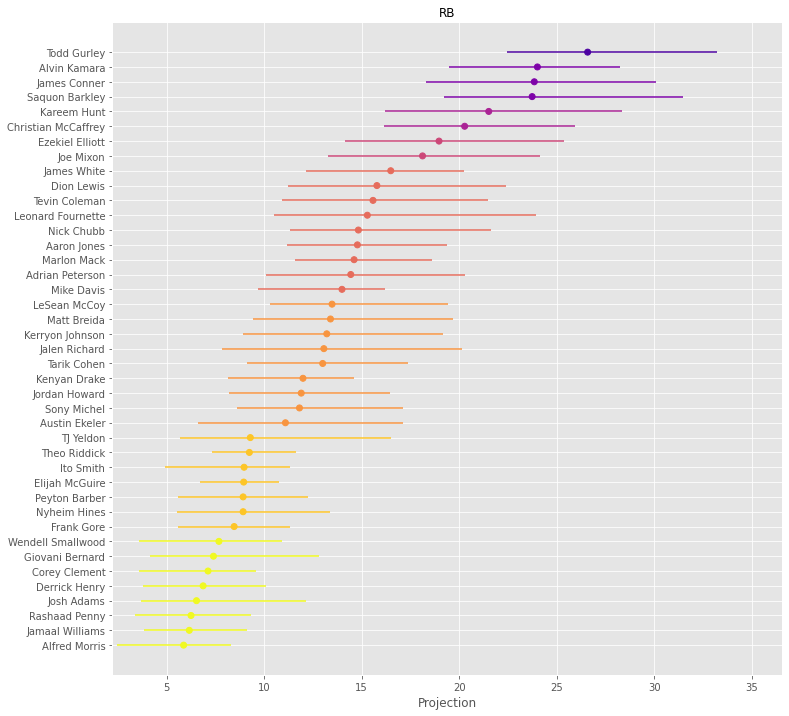 RB
Todd Gurley
Alvin Kamara
James Conner
Saquon Barkley
Kareem Hunt
Christian McCaffrey
Ezekiel Elliott
Joe Mixon
James White
Dion Lewis
Tevin Coleman
Leonard Fournette
Nick Chubb
Aaron Jones
Marlon Mack
Adrian Peterson
Mike Davis
LeSean McCoy
Matt Breida
Kerryon Johnson
Jalen Richard
Tarik Cohen
Kenyan Drake
Jordan Howard
Sony Michel
Austin Ekeler
TJ Yeldon
Theo Riddick
Ito Smith
Elijah McGuire
Peyton Barber
Nyheim Hines
Frank Gore
Wendell Smallwood
Giovani Bernard
Corey Clement
Derrick Henry
Josh Adams
Rashaad Penny
Jamaal Williams
Alfred Morris
5 10 15 20 25 30 35
Projection